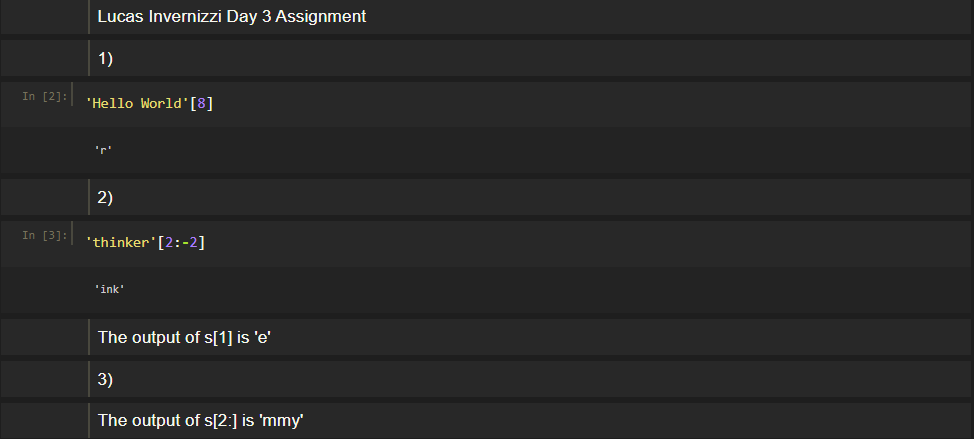 Lucas Invernizzi Day 3 Assignment
1)
In [2]: 'Hello World'[8]
'r'
2)
In [3]: 'thinker'[2:-2]
'ink'
The output of s[1] is 'e'
3)
The output of s[2:] is 'mmy'